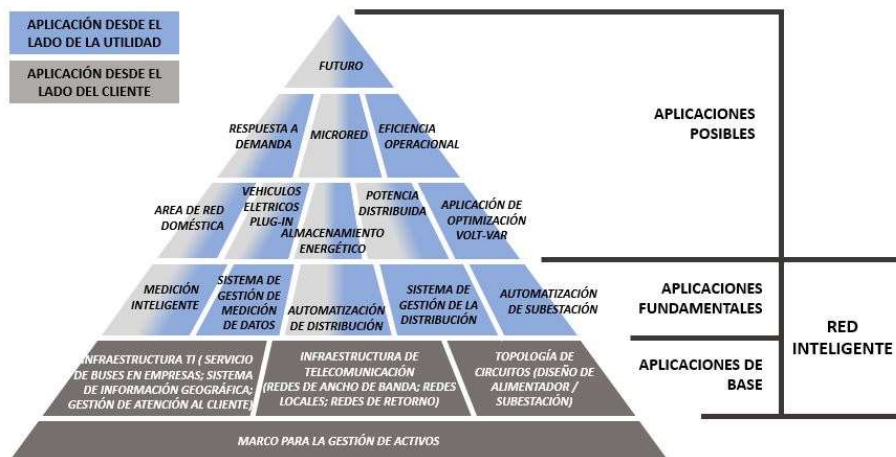 APLICACIÓN DESDE EL
LADO DE LA UTILIDAD
APLICACIÓN DESDE EL
LADO DEL CLIENTE
FUTURO
RESPUESTA A
DEMANDA
MICRORED
EFICIENCIA
OPERACIONAL
APLICACIONES
POSIBLES
AREA DE RED
DOMÉSTICA
VEHICULOS
ELETRICOS
PLUG-IN
ALMACENAMIENTO
ENERGÉTICO
POTENCIA
DISTRIBUIDA
APLICACIÓN DE
OPTIMIZACIÓN
VOLT-VAR
MEDICIÓN
INTELIGENTE
SISTEMA DE
GESTIÓN DE
MEDICIÓN
DE DATOS
AUTOMATIZACIÓN
DE DISTRIBUCIÓN
SISTEMA DE
GESTIÓN DE LA
DISTRIBUCIÓN
AUTOMATIZACIÓN
DE SUBESTACIÓN
APLICACIONES
FUNDAMENTALES
RED
INTELIGENTE
INFRAESTRUCTURA TI ( SERVICIO
DE BUSES EN EMPRESAS; SISTEMA
DE INFORMACIÓN GEOGRÁFICA;
GESTIÓN DE ATENCIÓN AL CLIENTE)
INFRAESTRUCTURA DE
TELECOMUNICACIÓN
(REDES DE ANCHO DE BANDA; REDES
LOCALES; REDES DE RETORNO)
TOPOLOGÍA DE
CIRCUITOS (DISEÑO DE
ALIMENTADOR /
SUBESTACIÓN)
APLICACIONES DE
BASE
MARCO PARA LA GESTIÓN DE ACTIVOS